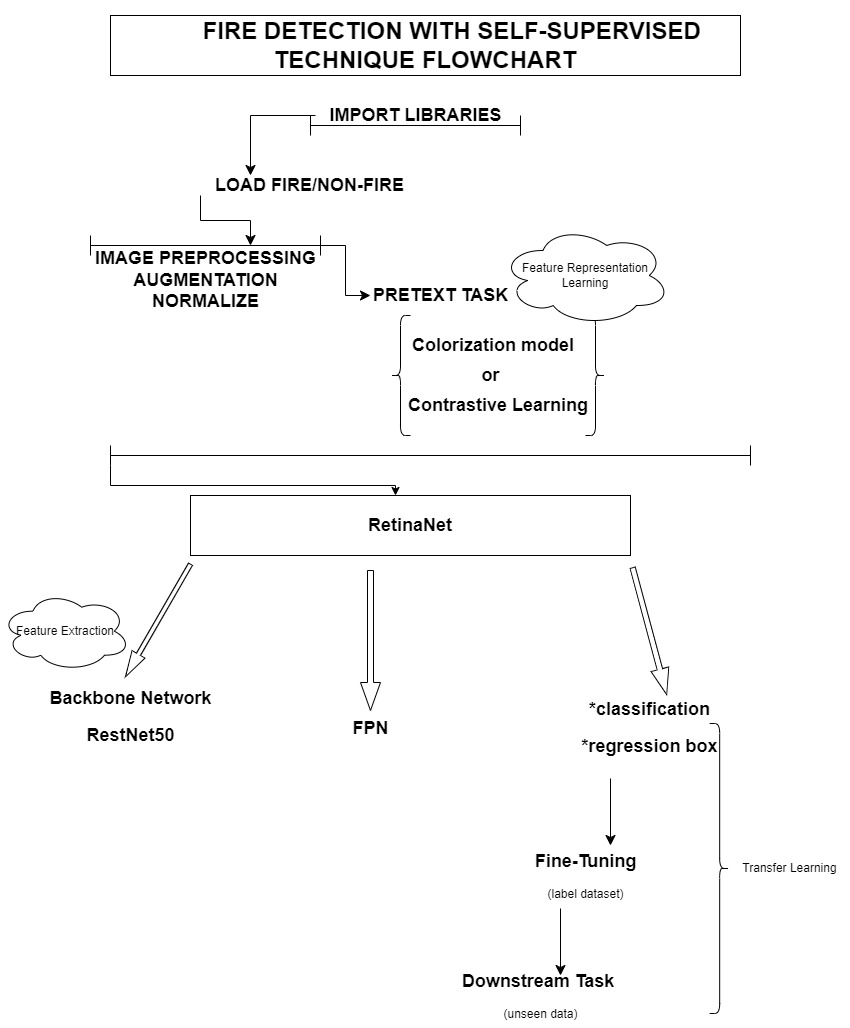 FIRE DETECTION WITH SELF-SUPERVISED
TECHNIQUE FLOWCHART
IMPORT LIBRARIES
LOAD FIRE/NON-FIRE
IMAGE PREPROCESSING
AUGMENTATION
NORMALIZE
Feature Representation
Learning
PRETEXT TASK
Colorization model
or
Contrastive Learning
RetinaNet
Feature Extraction
Backbone Network
RestNet50
FPN
*classification
*regression box
Fine-Tuning
(label dataset)
Transfer Learning
Downstream Task
(unseen data)